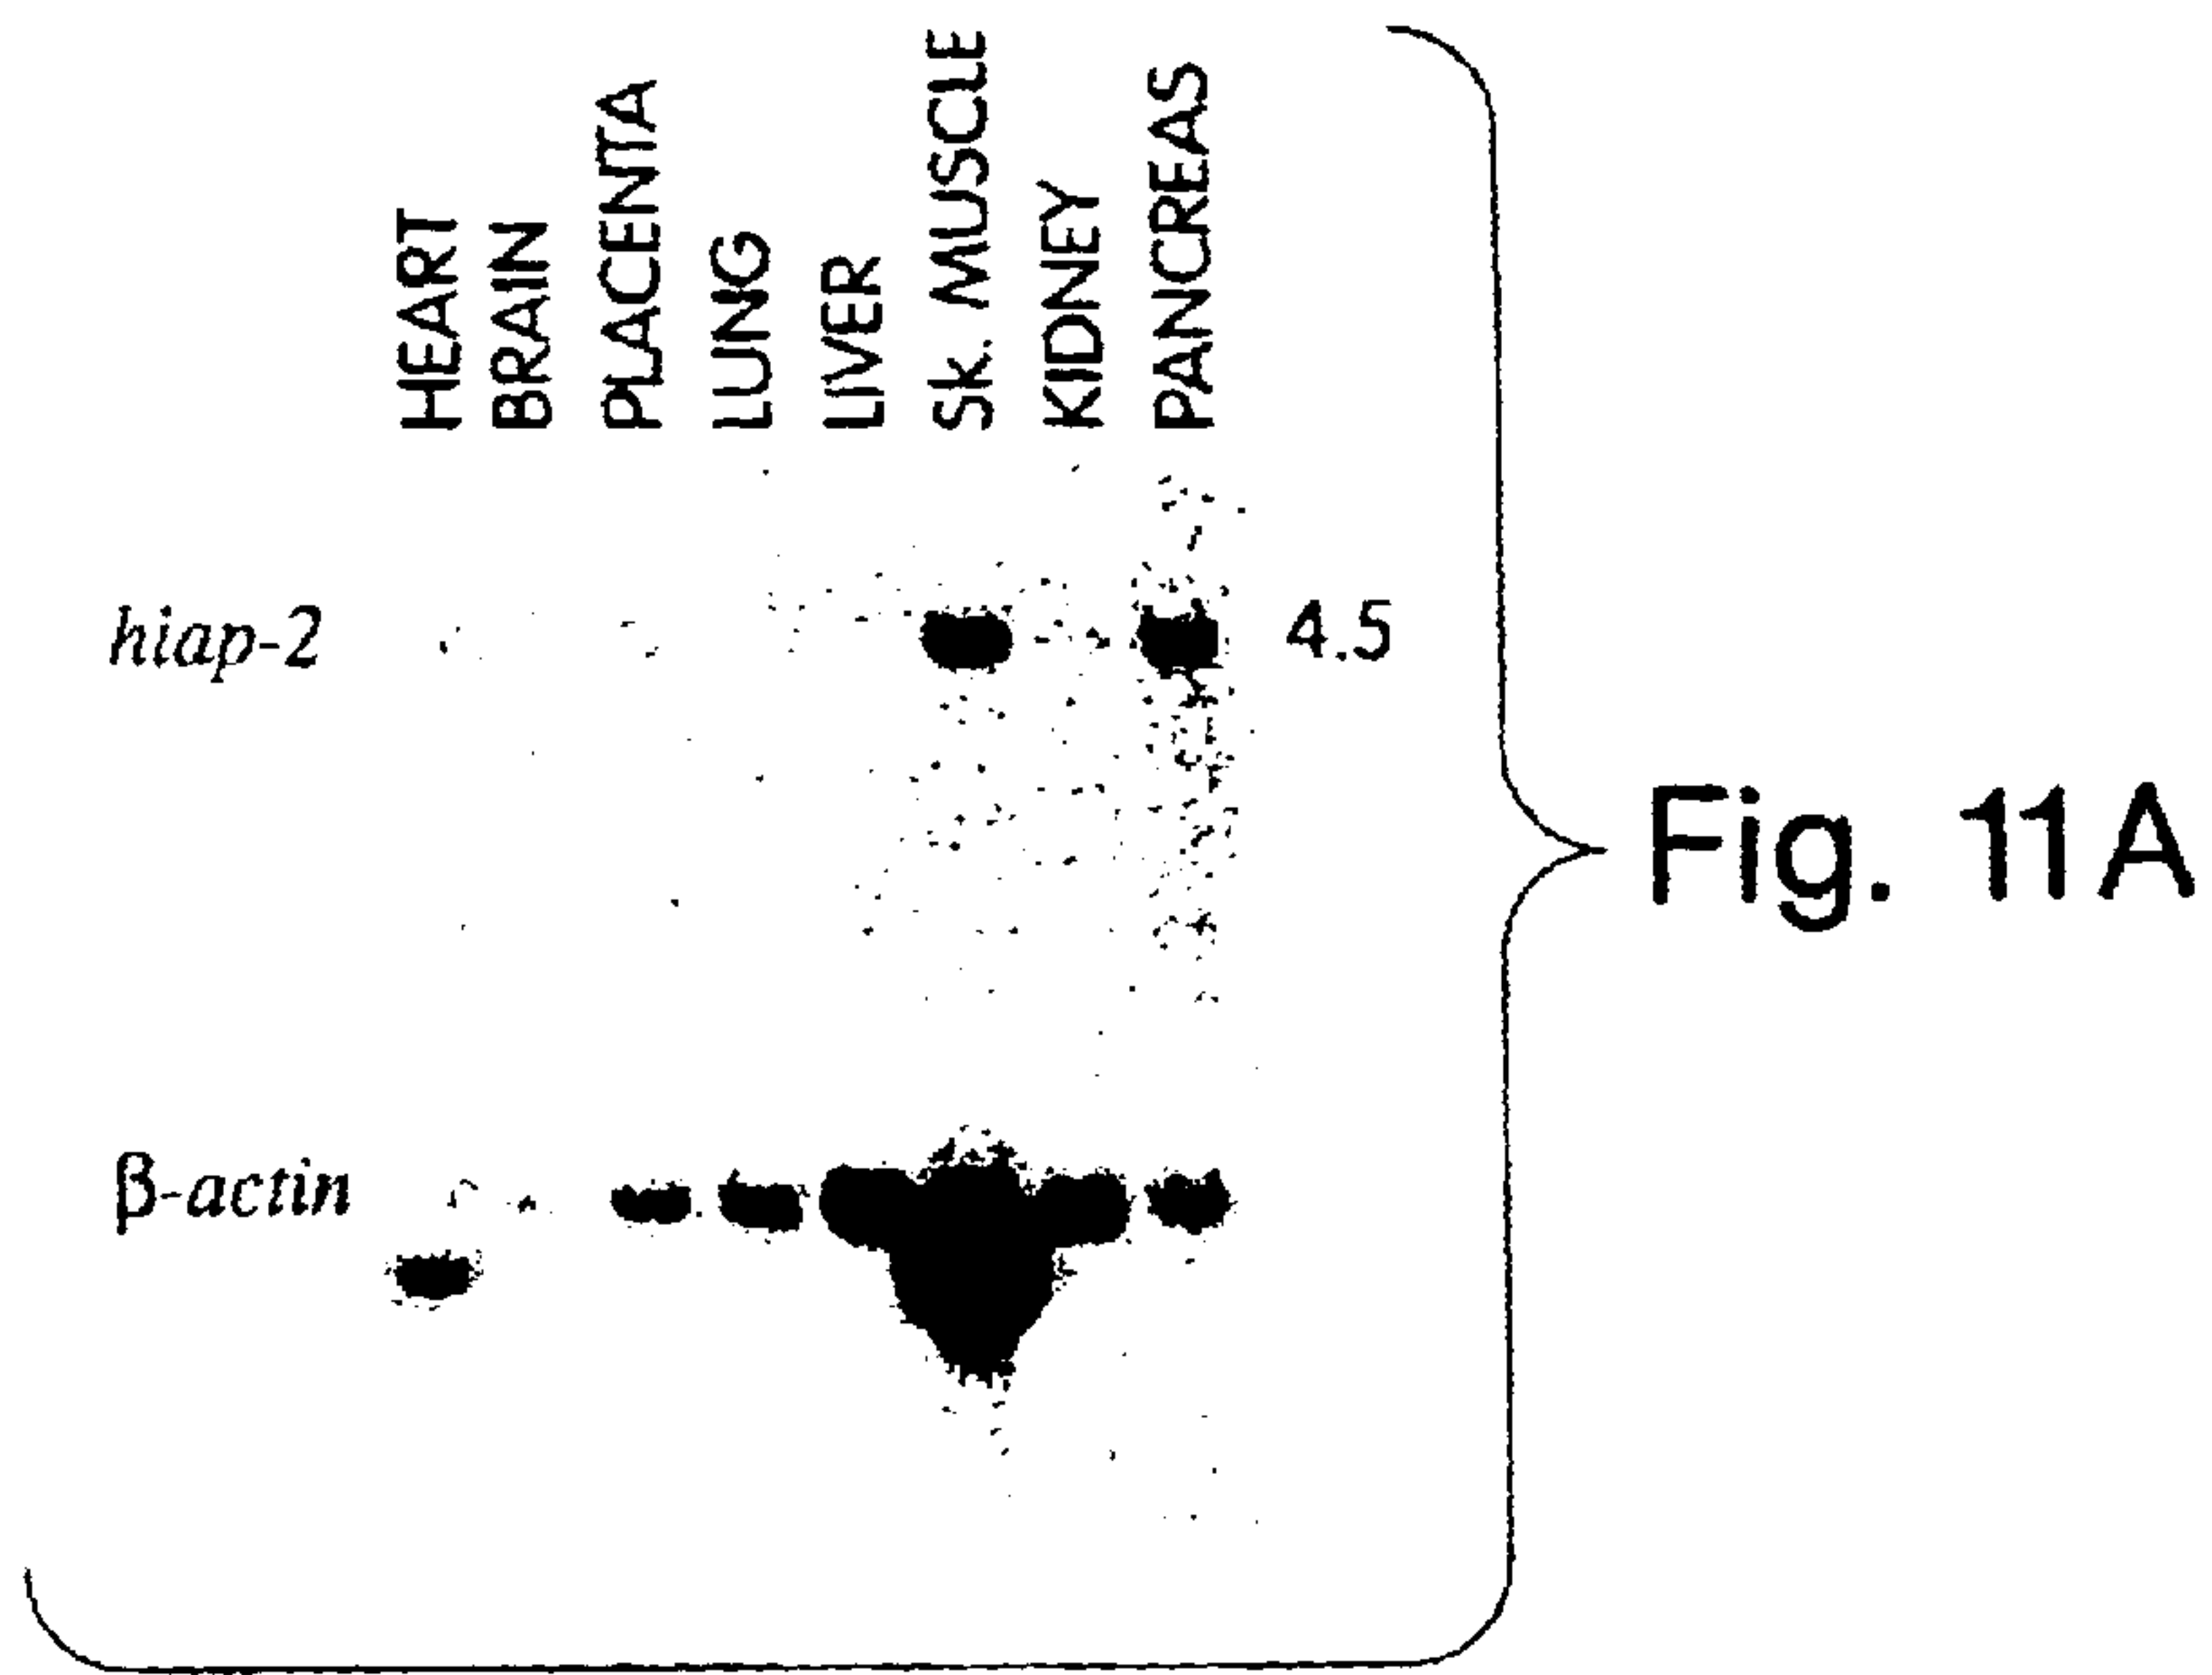 HEART
BRAIN
PLACENTA
LUNG
LIVER
Sk. MUSCLE
KIDNEY
PANCREAS
hiap-2
4.5
β-actin
Fig. 11A